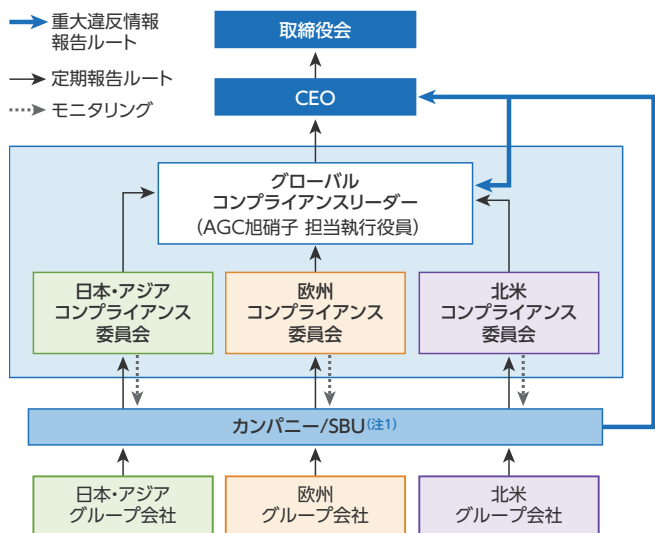 重大違反情報
報告ルート
定期報告ルート
モニタリング
取締役会
CEO
グローバル
コンプライアンスリーダー
(AGC旭硝子 担当執行役員)
日本・アジア
コンプライアンス
委員会
欧州
コンプライアンス
委員会
北米
コンプライアンス
委員会
カンパニー/SBU(注1)
日本・アジア
グループ会社
欧州
グループ会社
北米
グループ会社